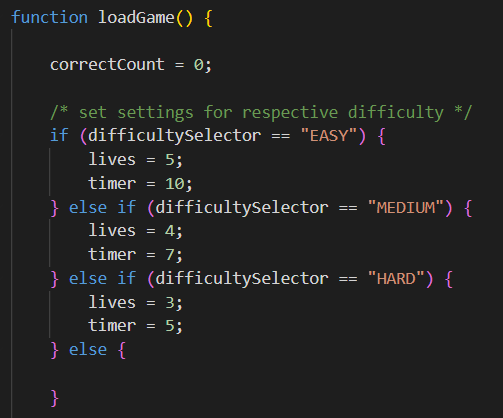 function loadGame() {
correctCount = 0;
/* set settings for respective difficulty */
if (difficultySelector == "EASY") {
lives = 5;
timer = 10;
} else if (difficultySelector == "MEDIUM") {
lives = 4;
timer = 7;
} else if (difficultySelector == "HARD") {
lives = 3;
timer = 5;
} else {
}